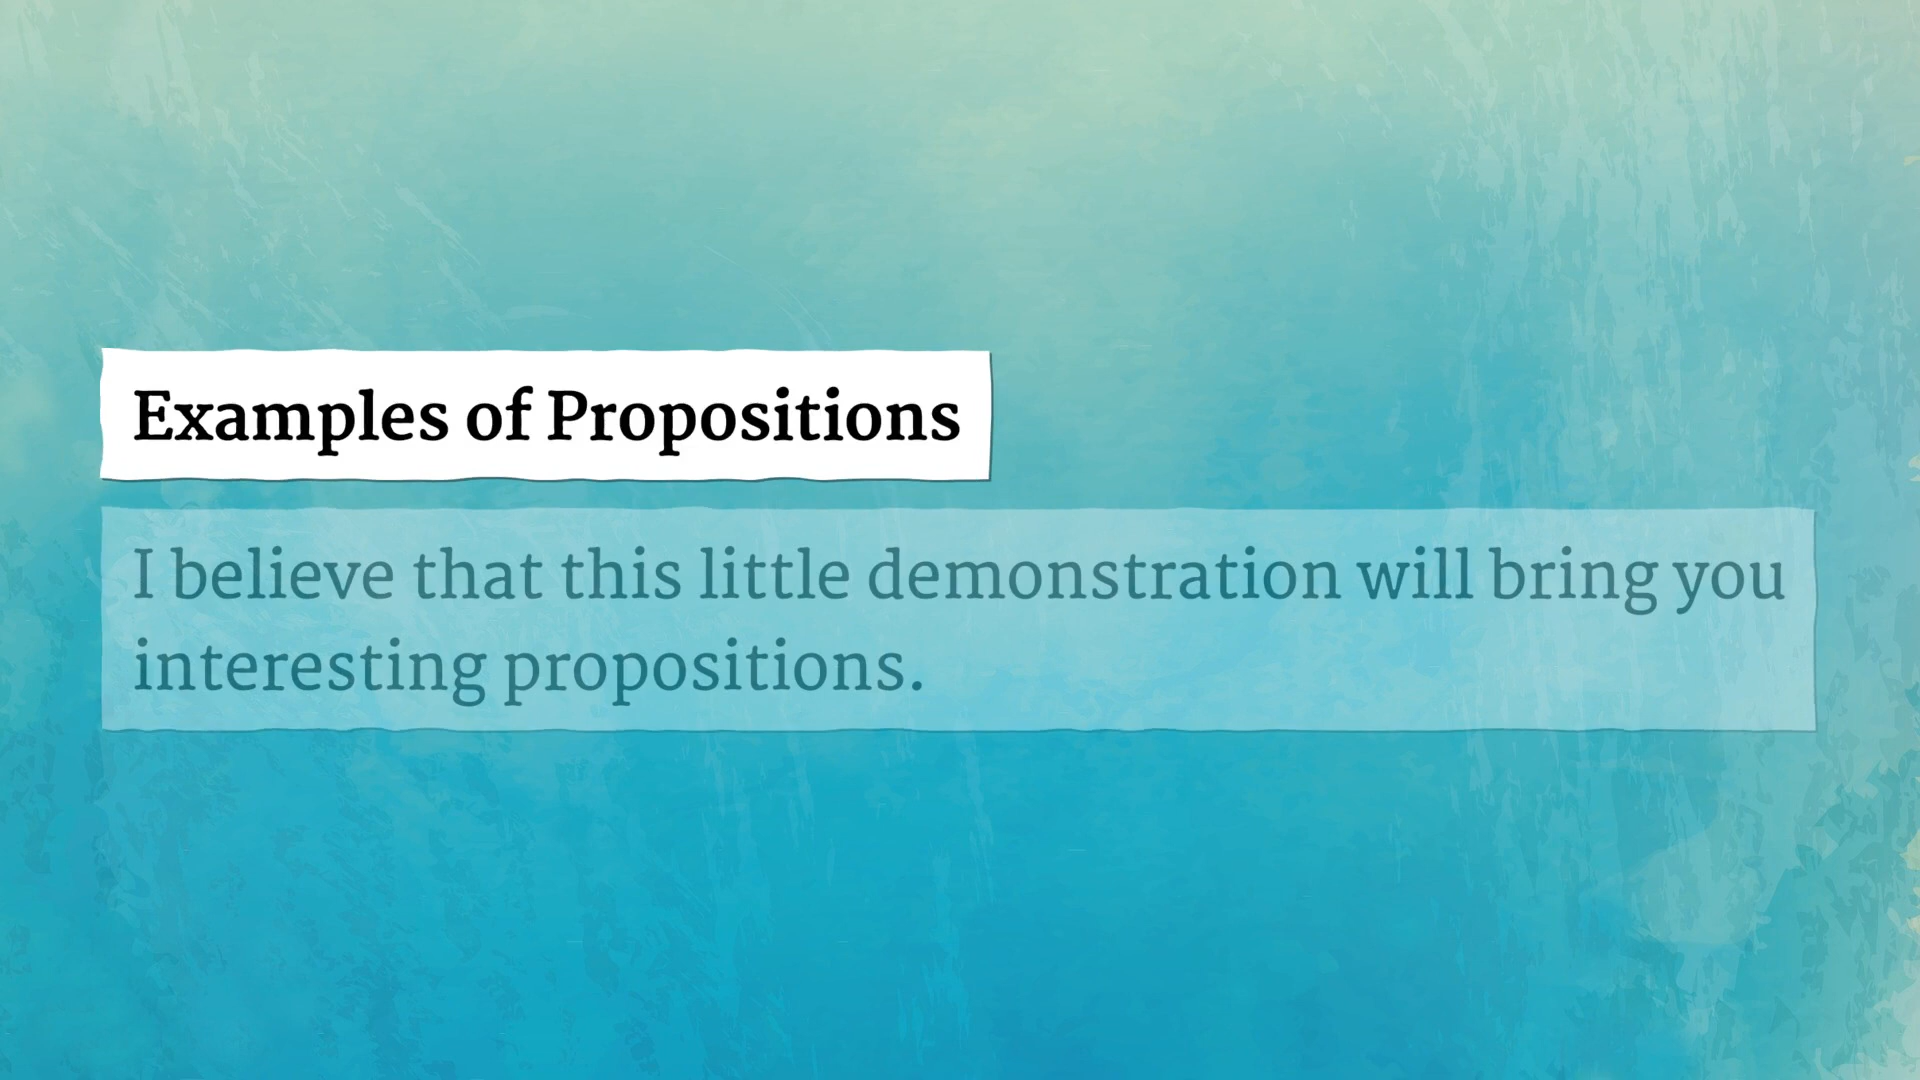 Examples of Propositions
I believe that this little demonstration will bring you
interesting propositions.